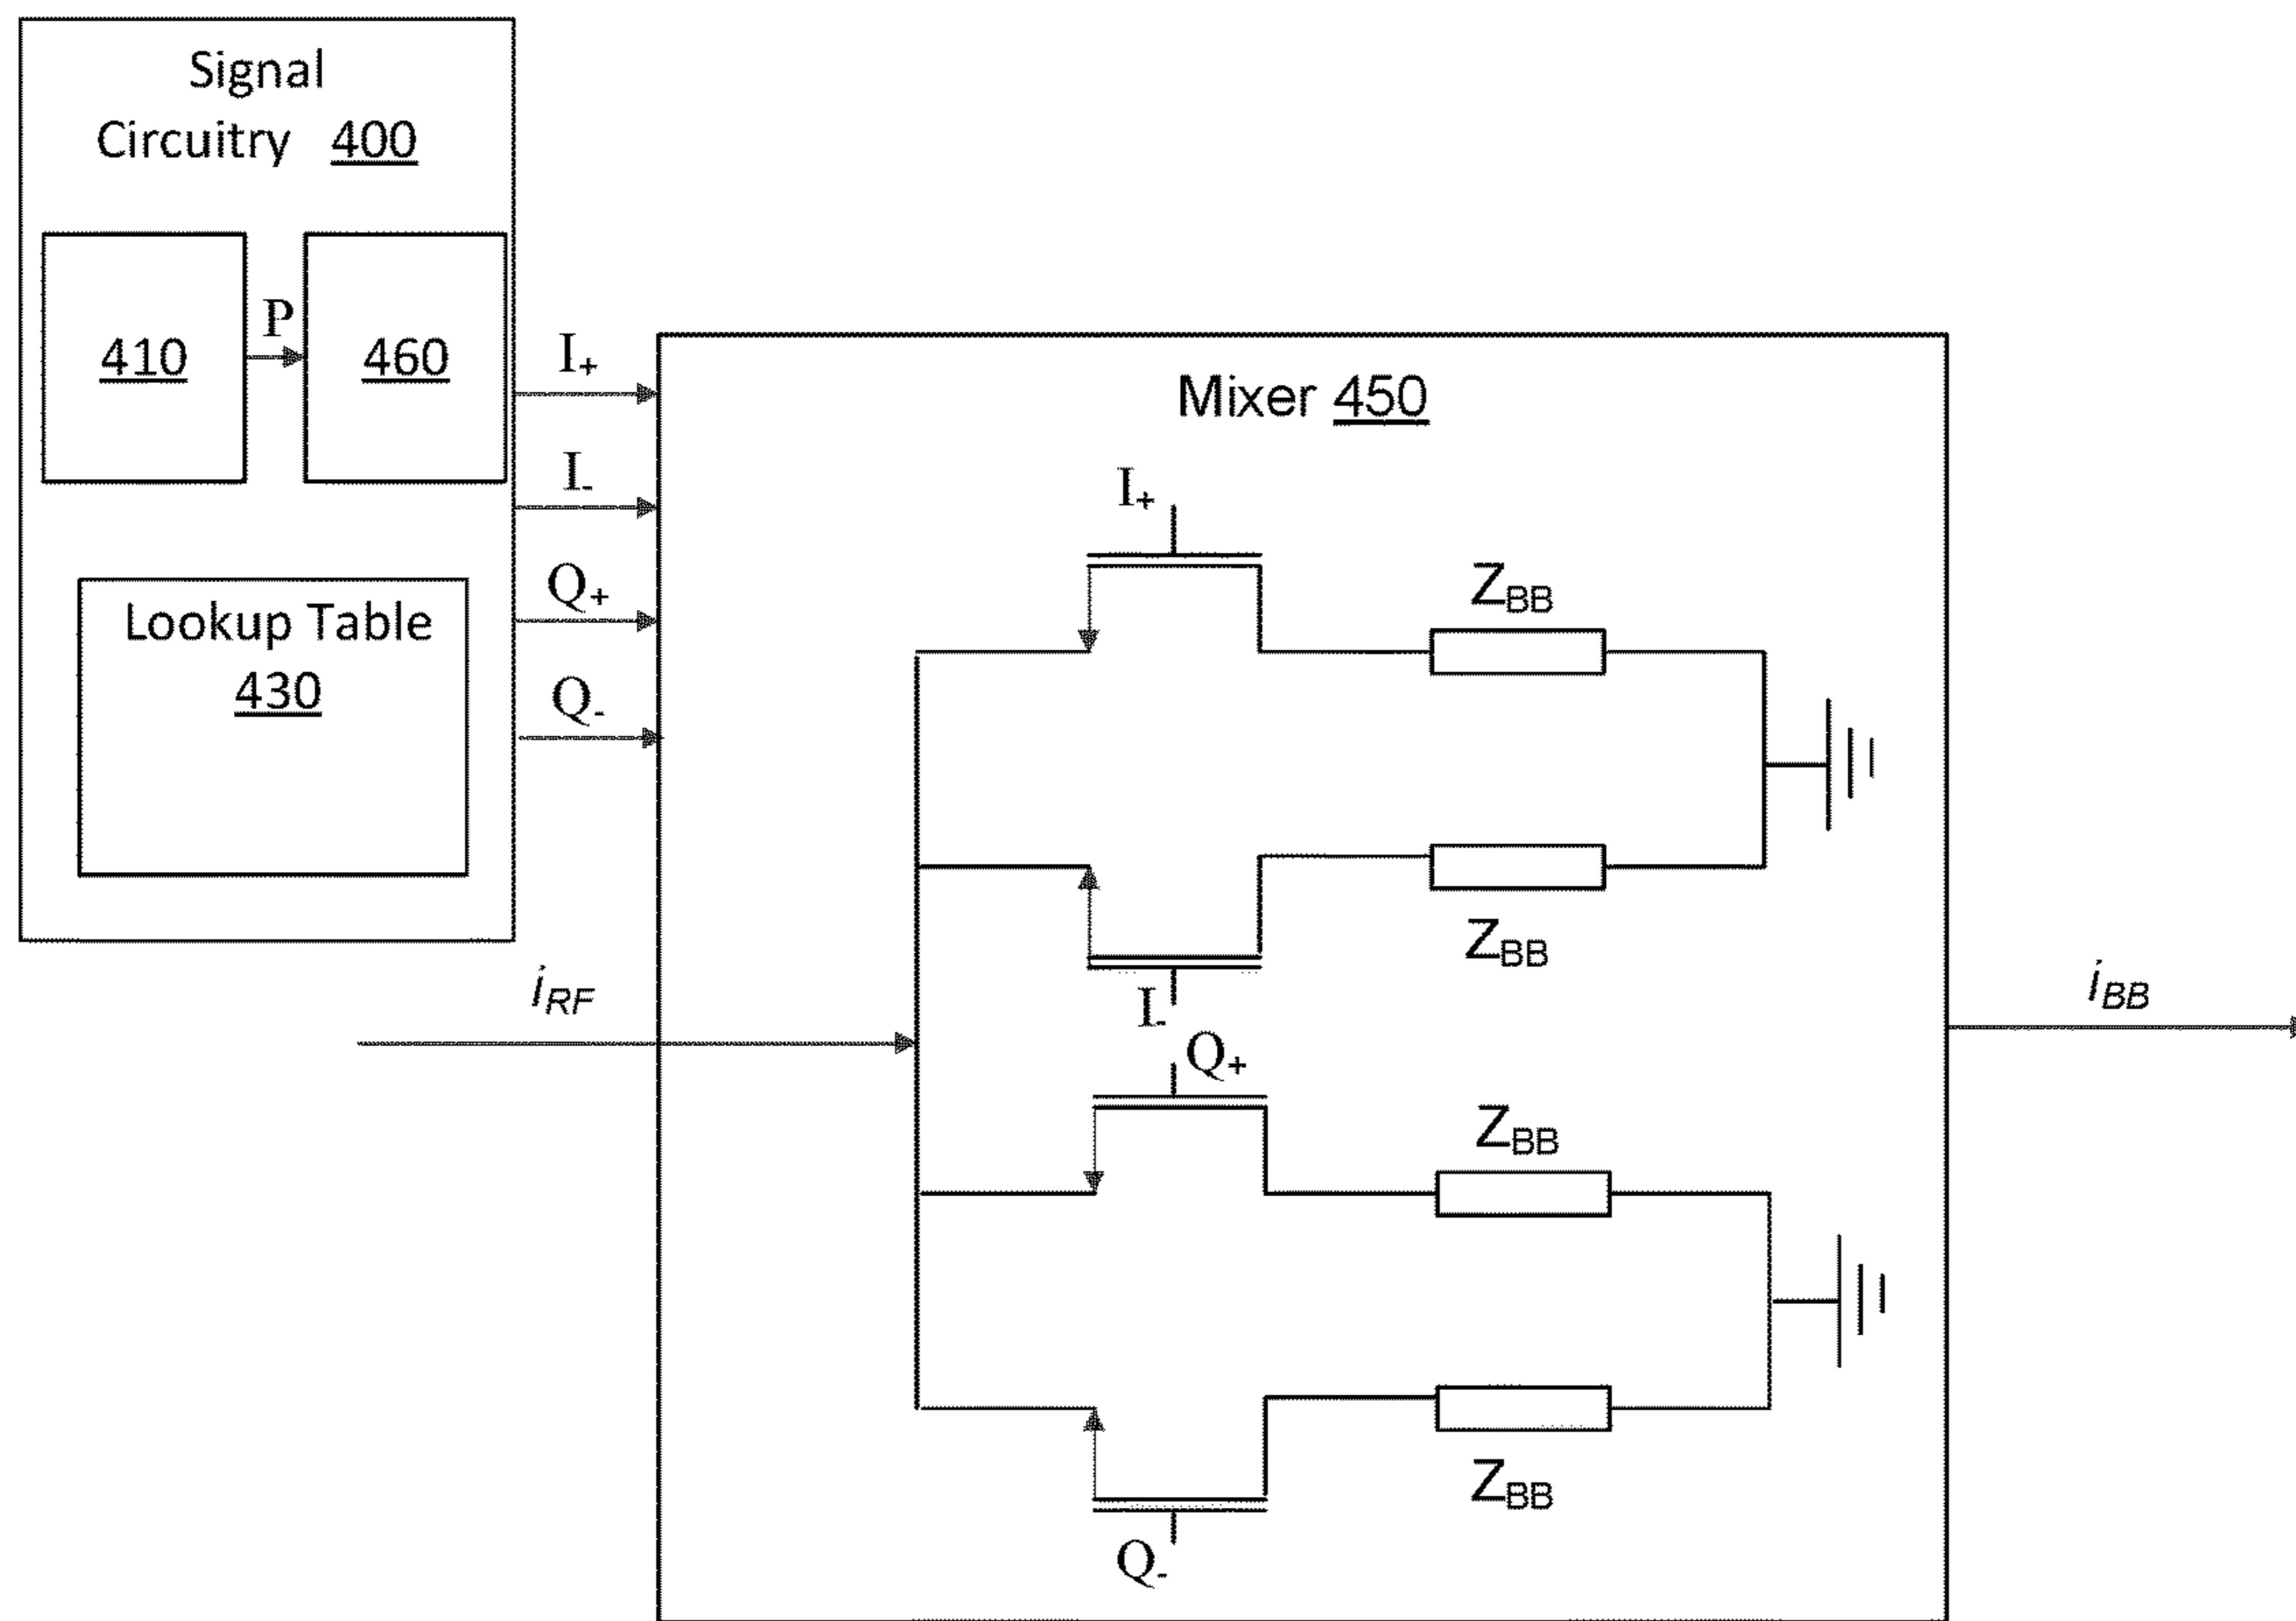 Signal
Circuitry 400
410
P
460
Lookup Table
430
I+
I-
Q+
Q-
iRF
Mixer 450
I+
ZBB
ZBB
I-
Q+
ZBB
ZBB
Q-
iBB